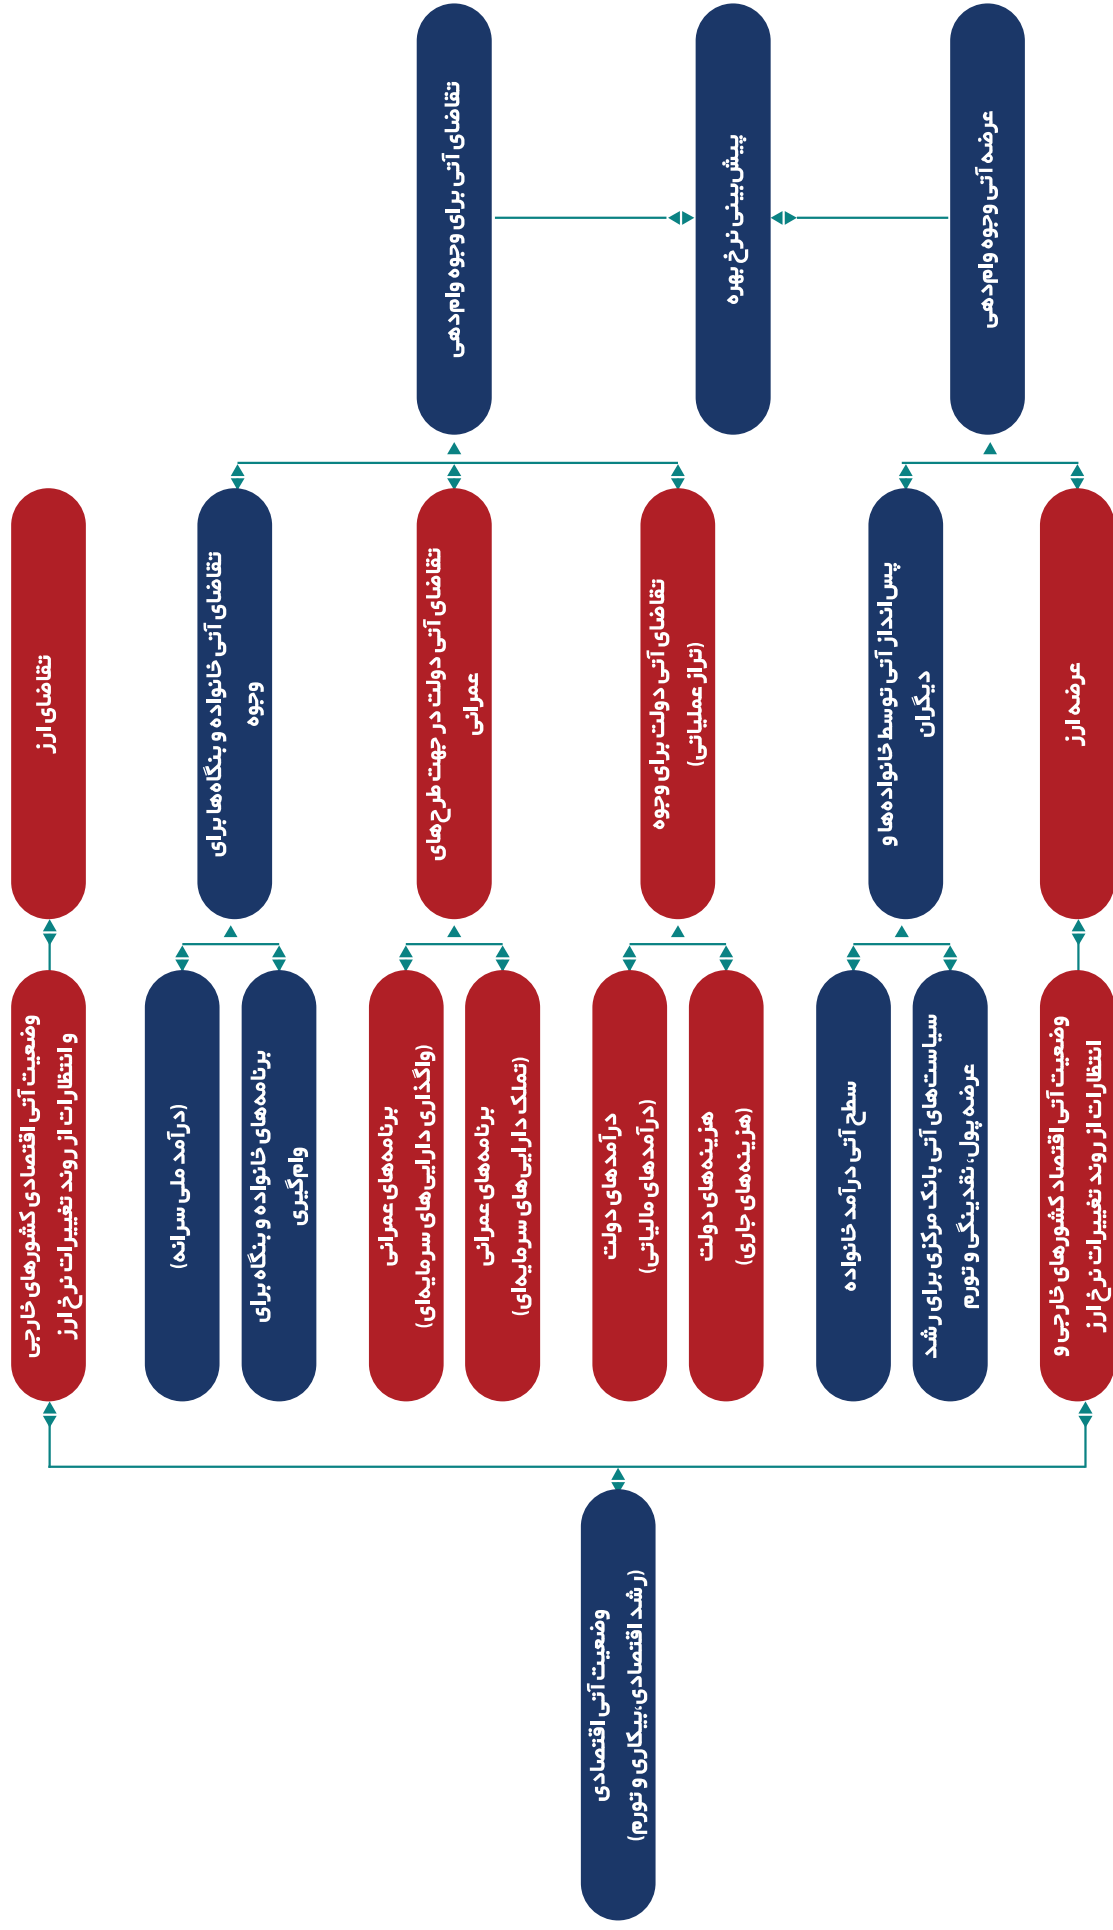 تقاضای آتی برای وجوه وام‌دهی
پیش‌بینی نرخ بهره
عرضه آتی وجوه وام‌دهی
تقاضای ارز
تقاضای آتی خانواده و بنگاه‌ها برای
وجوه
تقاضای آتی دولت در جهت طرح‌های
عمرانی
تقاضای آتی دولت برای وجوه
(تراز عملیاتی)
پس‌انداز آتی توسط خانواده‌ها و
دیگران
عرضه ارز
وضعیت آتی اقتصادی کشورهای خارجی
و انتظارات از روند تغییرات نرخ ارز
(درآمد ملی سرانه)
برنامه‌های خانواده و بنگاه برای
وام‌گیری
برنامه‌های عمرانی
(واگذاری دارایی‌های سرمایه‌ای)
برنامه‌های عمرانی
(تملک دارایی‌های سرمایه‌ای)
درآمدهای دولت
(درآمدهای مالیاتی)
هزینه‌های دولت
(هزینه‌های جاری)
سطح آتی درآمد خانواده
سیاست‌های آتی بانک مرکزی برای رشد
عرضه پول، نقدینگی و تورم
وضعیت آتی اقتصاد کشورهای خارجی و
انتظارات از روند تغییرات نرخ ارز
وضعیت آتی اقتصادی
(رشد اقتصادی،بیکاری و تورم)